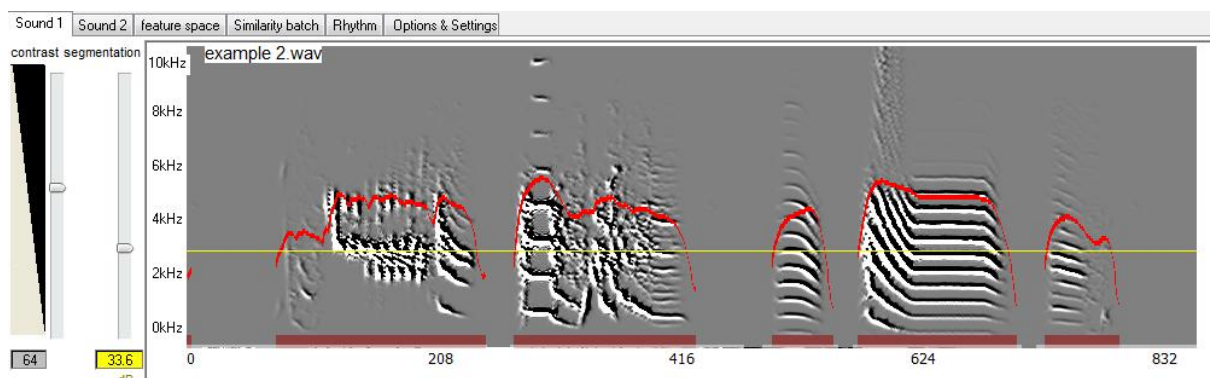 Sound 1 Sound 2 feature space Similarity batch Rhythm Options & Settings
contrast segmentation
example 2.wav
10kHz
8kHz
6kHz
4kHz
2kHz
0kHz
64 33.6
0 208 416 624 832